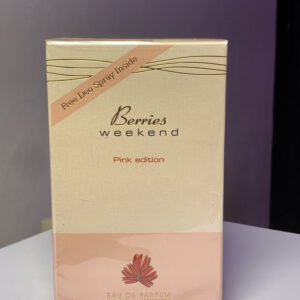 Free Deo Spray Inside
Berries
weekend
Pink edition
EAU DE PARFUM